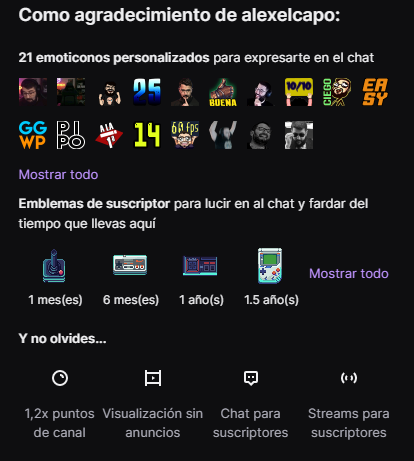 Como agradecimiento de alexelcapo:
21 emoticonos personalizados para expresarte en el chat
25
BUENA
10/10
CIEGO
EA
SY
GG
WP
PI
PO
14
60 FPS
Mostrar todo
Emblemas de suscriptor para lucir en al chat y fardar del
tiempo que llevas aquí
1 mes(es)
6 mes(es)
1 año(s)
1.5 año(s)
Mostrar todo
Y no olvides...
1,2x puntos
de canal
Visualización sin
anuncios
Chat para
suscriptores
Streams para
suscriptores